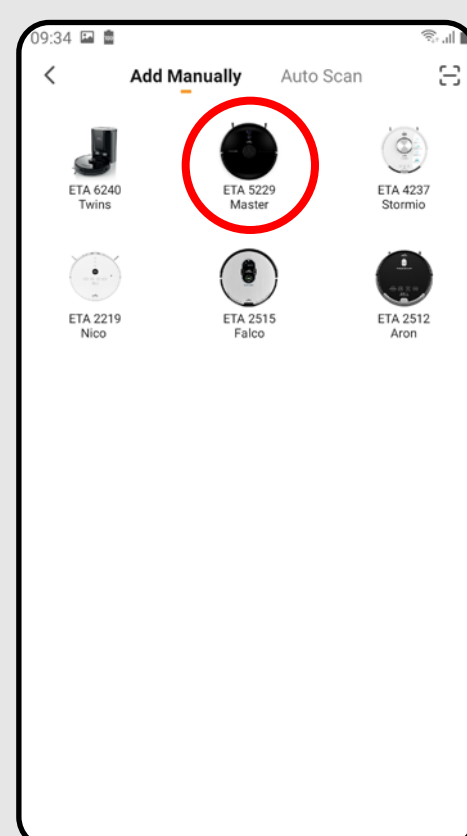 09:34
Add Manually Auto Scan
ETA 6240
Twins
ETA 5229
Master
ETA 4237
Stormio
ETA 2219
Nico
ETA 2515
Falco
ETA 2512
Aron